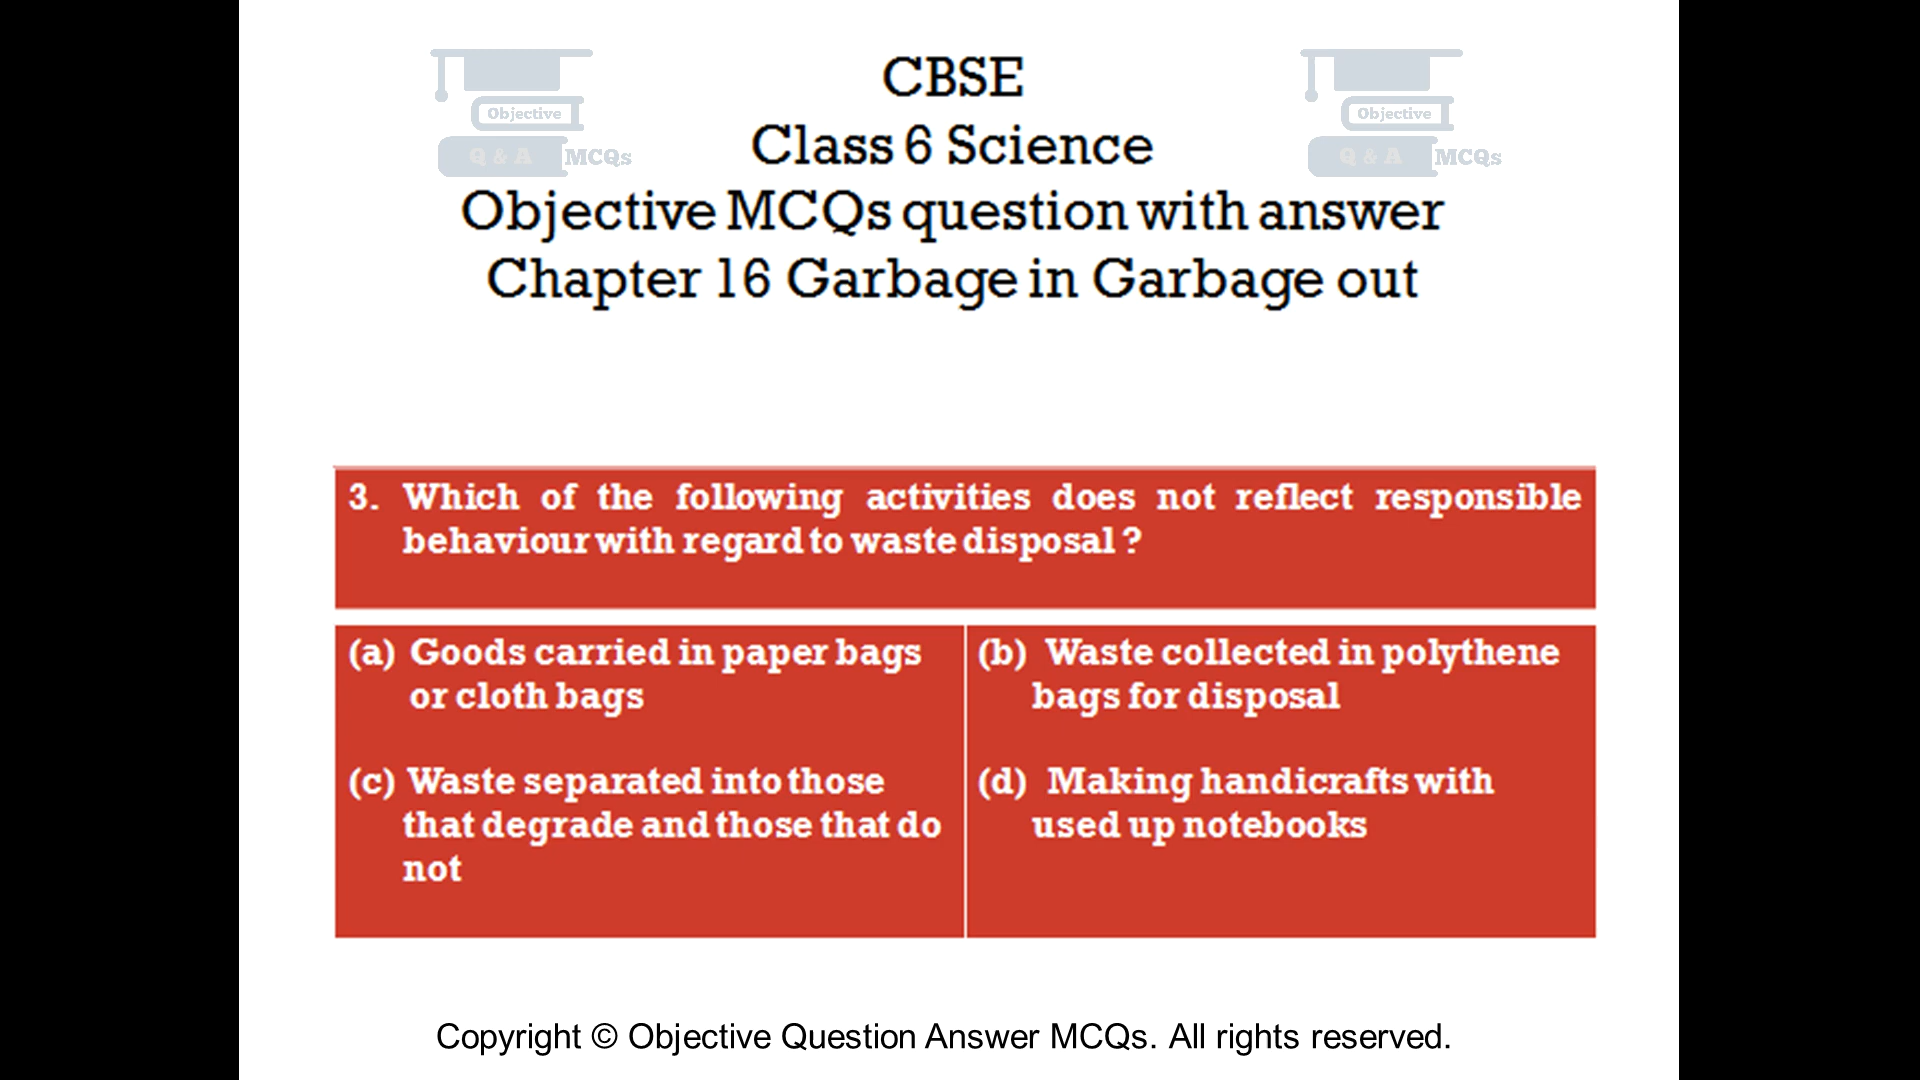 CBSE
Class 6 Science
Objective MCQs question with answer
Chapter 16 Garbage in Garbage out
Objective
Q & A MCQs
Objective
Q & A MCQs
3. Which of the following activities does not reflect responsible
behaviour with regard to waste disposal ?
(a) Goods carried in paper bags
or cloth bags
(b) Waste collected in polythene
bags for disposal
(c) Waste separated into those
that degrade and those that do
not
(d) Making handicrafts with
used up notebooks
Copyright © Objective Question Answer MCQs. All rights reserved.